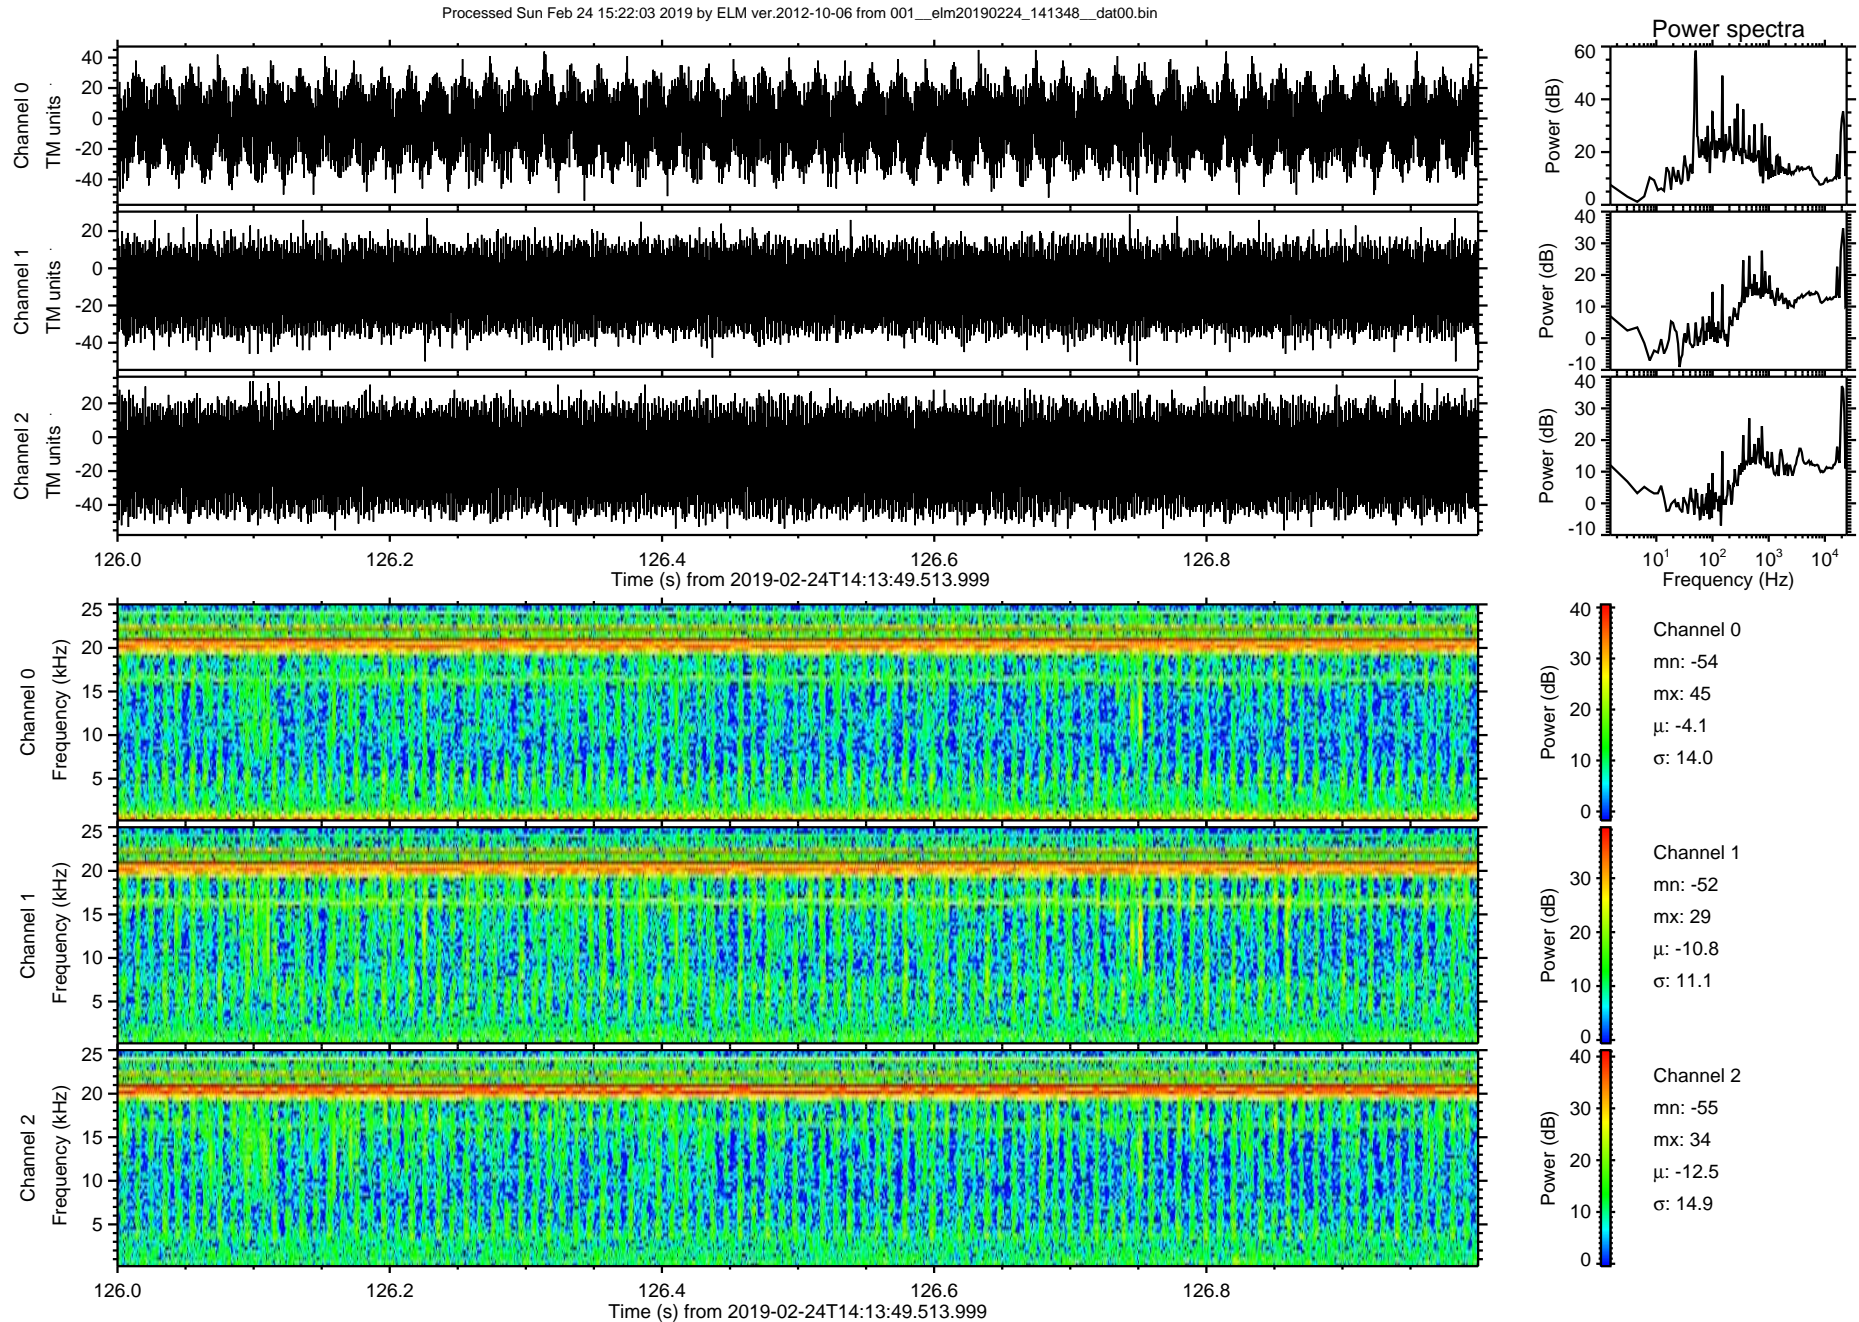 Processed Sun Feb 24 15:22:03 2019 by ELM ver.2012-10-06 from 001__elm20190224_141348__dat00.bin
Power spectra
Channel 0
TM units
40
20
0
-20
-40
Power (dB)
60
40
20
0
Channel 1
TM units
20
0
-20
-40
Power (dB)
40
30
20
10
0
-10
Channel 2
TM units
20
0
-20
-40
Power (dB)
40
30
20
10
0
-10
126.0 126.2 126.4 126.6 126.8
Time (s) from 2019-02-24T14:13:49.513.999
10¹ 10² 10³ 10⁴
Frequency (Hz)
Channel 0
Frequency (kHz)
25
20
15
10
5
Power (dB)
40
30
20
10
0
Channel 0
mn: -54
mx: 45
μ: -4.1
σ: 14.0
Channel 1
Frequency (kHz)
25
20
15
10
5
Power (dB)
30
20
10
0
Channel 1
mn: -52
mx: 29
μ: -10.8
σ: 11.1
Channel 2
Frequency (kHz)
25
20
15
10
5
Power (dB)
40
30
20
10
0
Channel 2
mn: -55
mx: 34
μ: -12.5
σ: 14.9
126.0 126.2 126.4 126.6 126.8
Time (s) from 2019-02-24T14:13:49.513.999